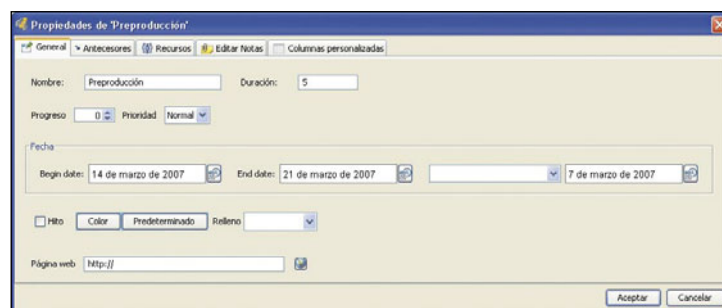 Propiedades de 'Preproducción'
General Antecesores Recursos Editar Notas Columnas personalizadas
Nombre: Preproducción Duración: 5
Progreso 0 Prioridad Normal
Fecha
Begin date: 14 de marzo de 2007 End date: 21 de marzo de 2007 7 de marzo de 2007
Hito Color Predeterminado Relleno
Página web http://
Aceptar Cancelar